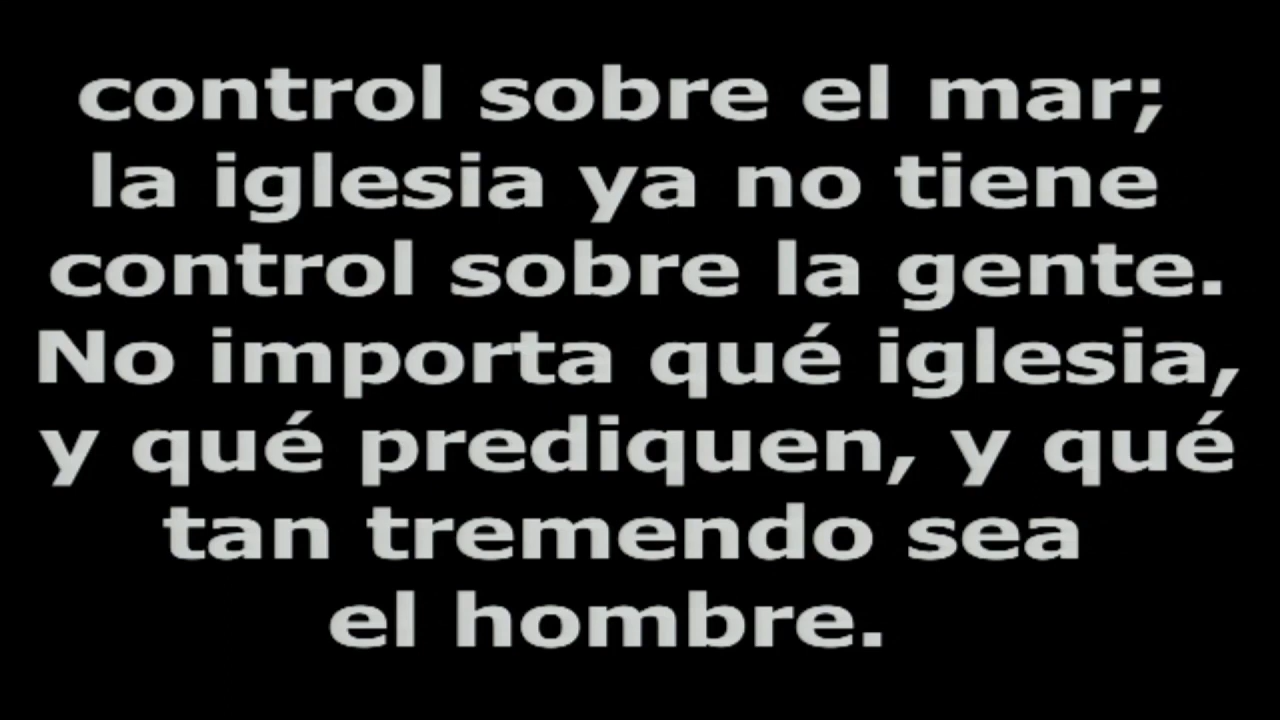 control sobre el mar;
la iglesia ya no tiene
control sobre la gente.
No importa qué iglesia,
y qué prediquen, y qué
tan tremendo sea
el hombre.